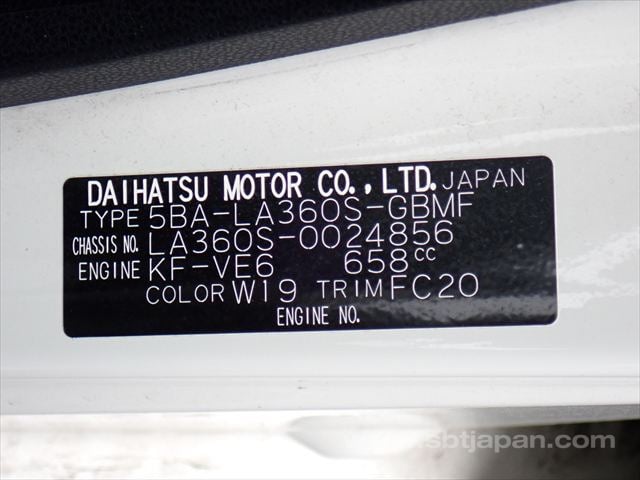 DAIHATSU MOTOR CO., LTD. JAPAN
TYPE 5BA-LA360S-GBMF
CHASSIS NO. LA360S-0024856
ENGINE KF-VE6 658cc
COLOR W19 TRIM FC20
ENGINE NO.
sbtjapan.com